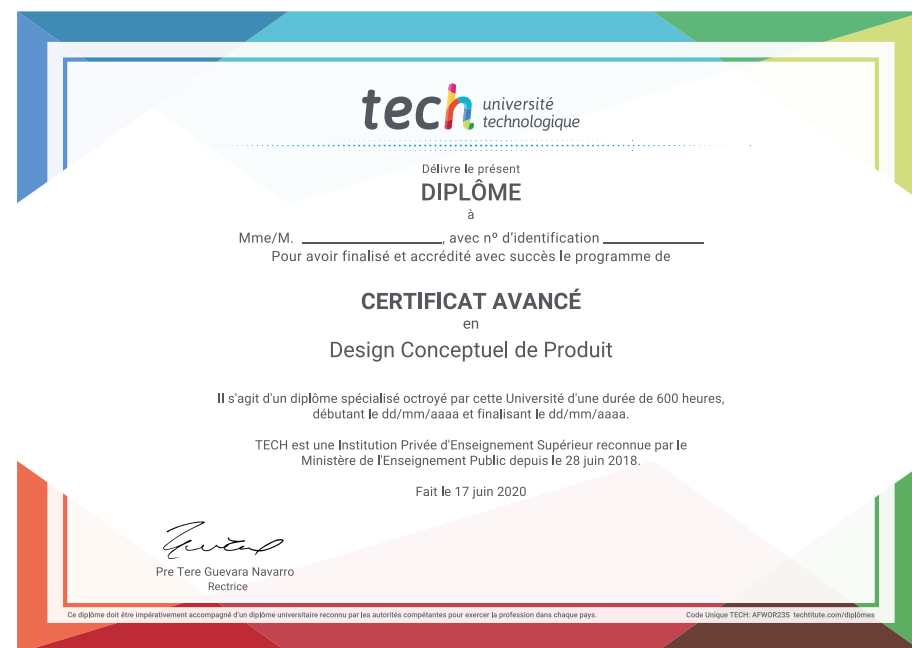 tech université
technologique
Délivre le présent
DIPLÔME
à
Mme/M. ____________________, avec nº d'identification ______________
Pour avoir finalisé et accrédité avec succès le programme de
CERTIFICAT AVANCÉ
en
Design Conceptuel de Produit
Il s'agit d'un diplôme spécialisé octroyé par cette Université d'une durée de 600 heures,
débutant le dd/mm/aaaa et finalisant le dd/mm/aaaa.
TECH est une Institution Privée d'Enseignement Supérieur reconnue par le
Ministère de l'Enseignement Public depuis le 28 juin 2018.
Fait le 17 juin 2020
Pre Tere Guevara Navarro
Rectrice
Ce diplôme doit être impérativement accompagné d'un diplôme universitaire reconnu par les autorités compétentes pour exercer la profession dans chaque pays.
Code Unique TECH: AFWOR23S techtitute.com/diplômes